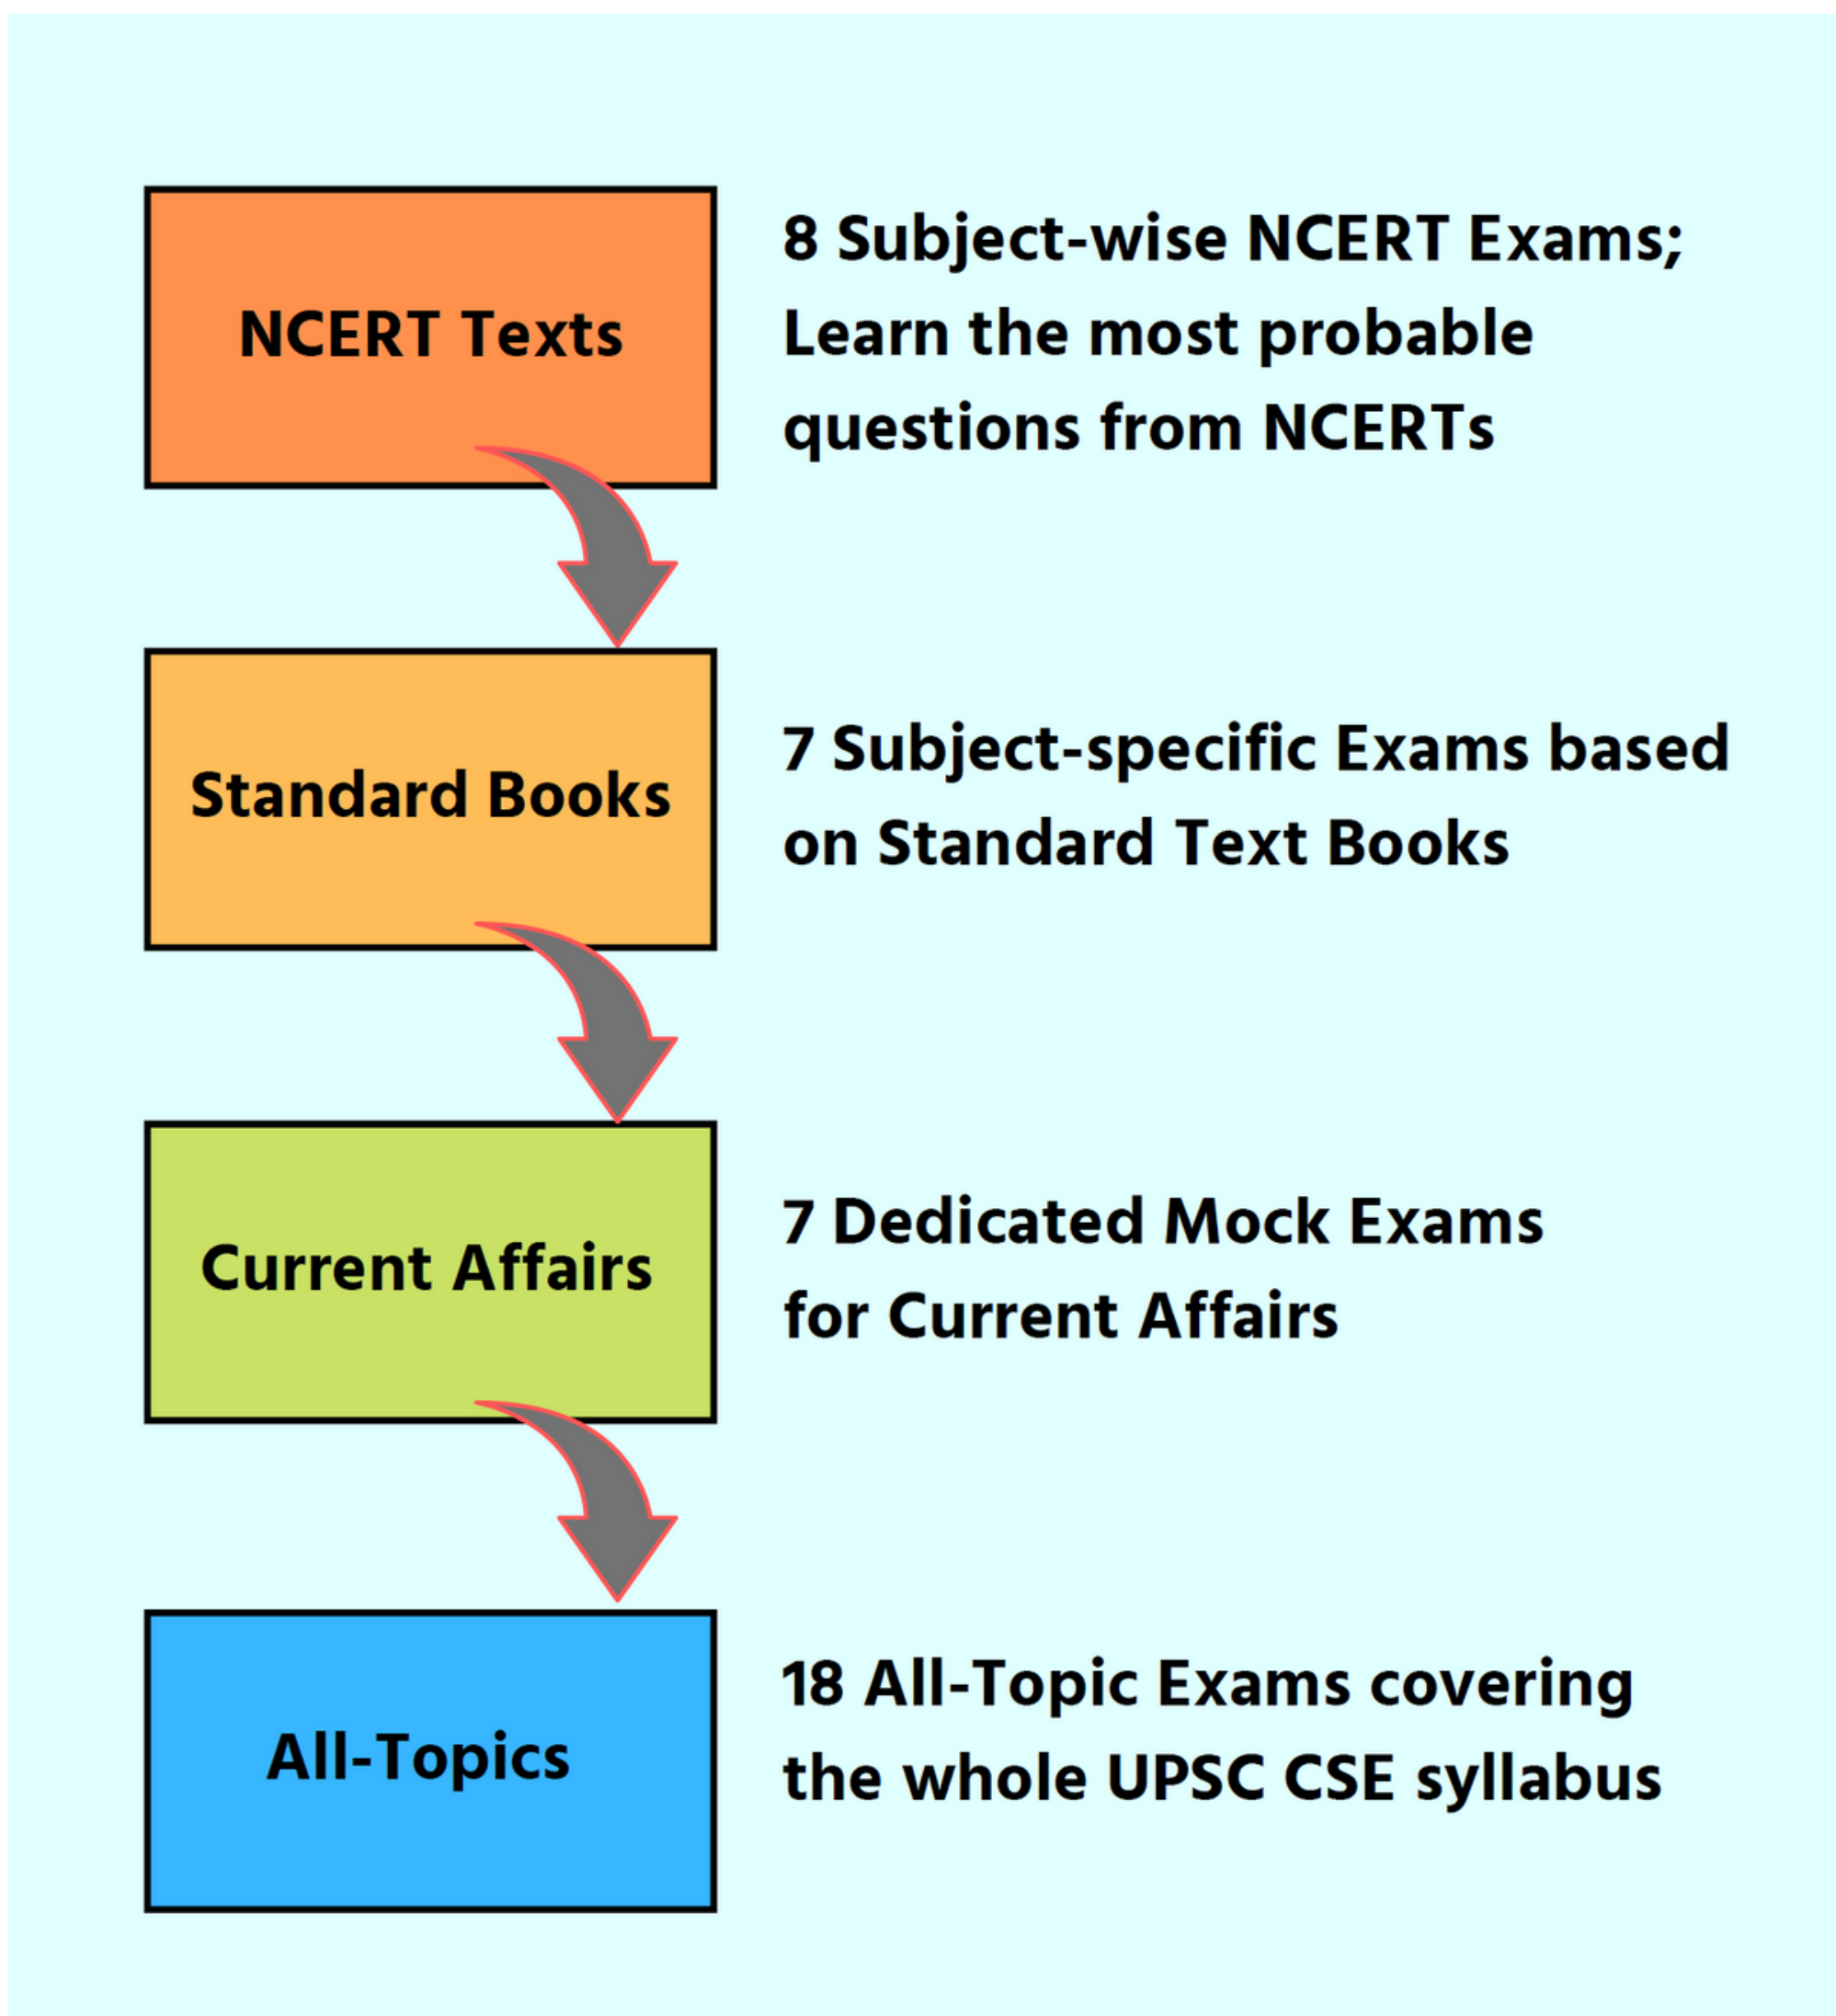 NCERT Texts
8 Subject-wise NCERT Exams;
Learn the most probable
questions from NCERTs
Standard Books
7 Subject-specific Exams based
on Standard Text Books
Current Affairs
7 Dedicated Mock Exams
for Current Affairs
All-Topics
18 All-Topic Exams covering
the whole UPSC CSE syllabus